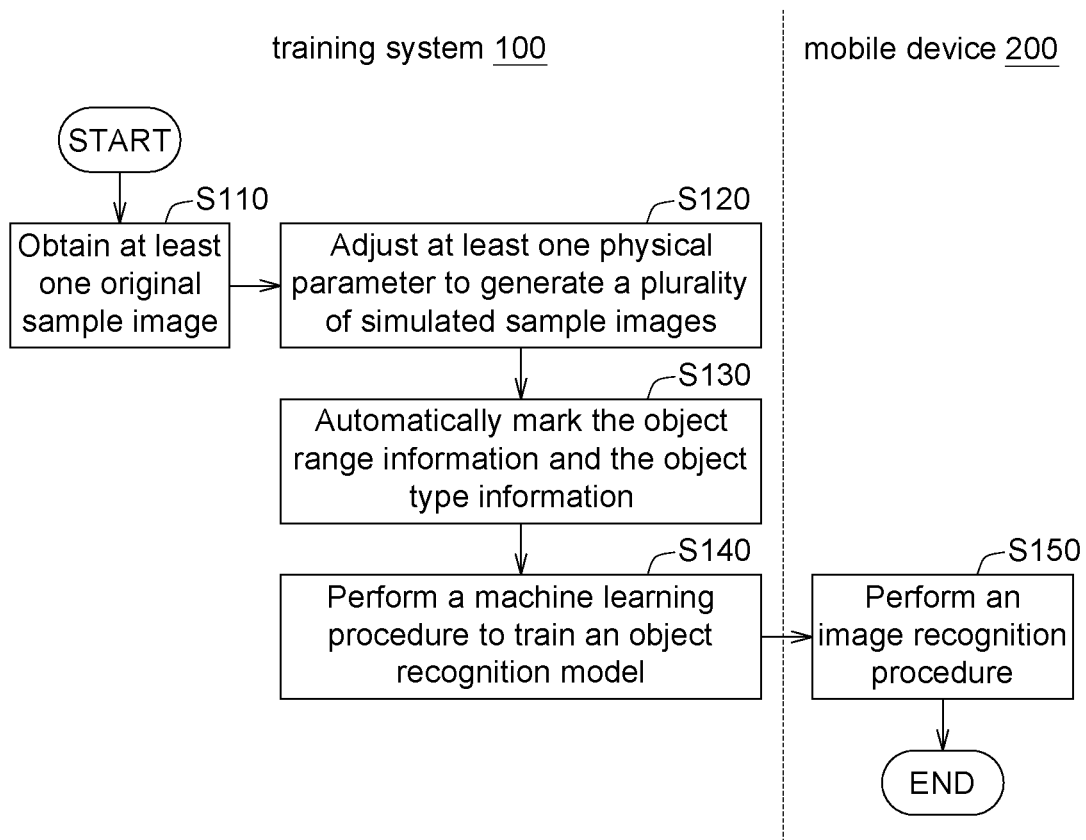 training system 100
mobile device 200
START
S110
Obtain at least
one original
sample image
S120
Adjust at least one physical
parameter to generate a plurality
of simulated sample images
S130
Automatically mark the object
range information and the object
type information
S140
Perform a machine learning
procedure to train an object
recognition model
S150
Perform an
image recognition
procedure
END